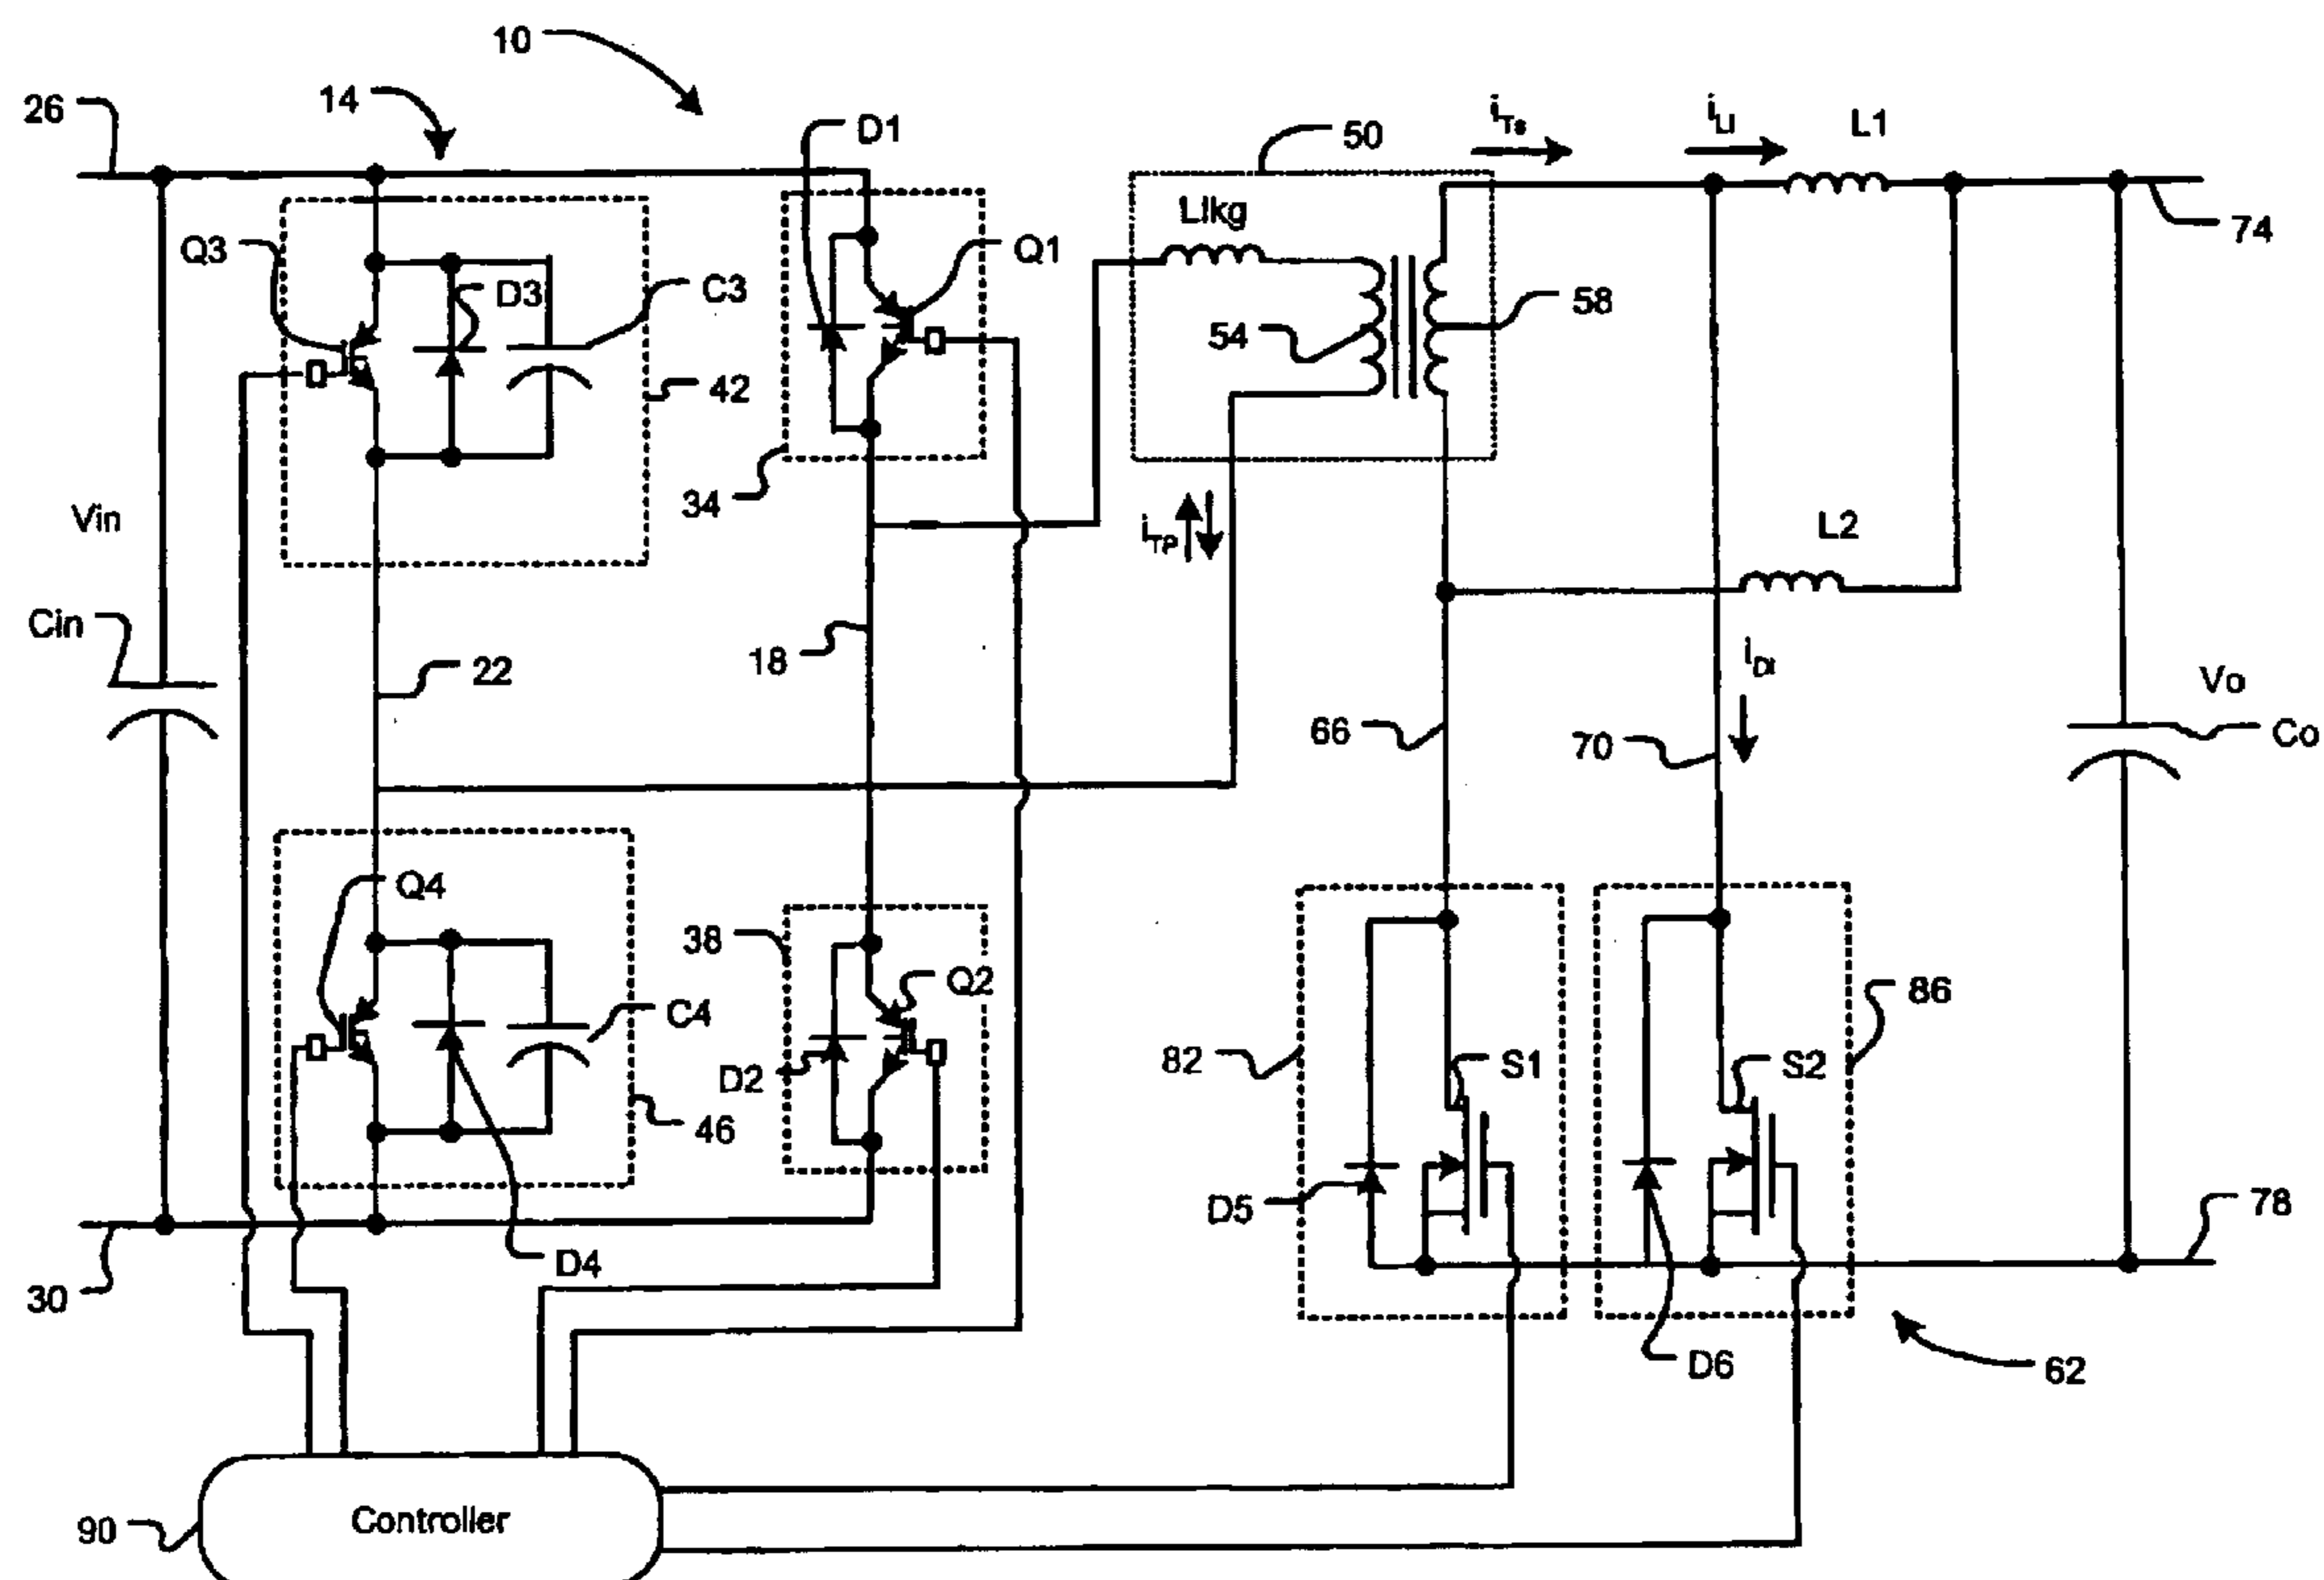 10
26
14
D1
50
iTs
iLI
L1
74
Q3
D3
C3
Q1
Llkg
54
58
42
34
Vin
iTP
L2
Cin
18
22
iDI
66
70
Vo
Co
Q4
38
Q2
C4
86
D2
82
S1
S2
46
D5
78
30
D4
D6
62
90
Controller